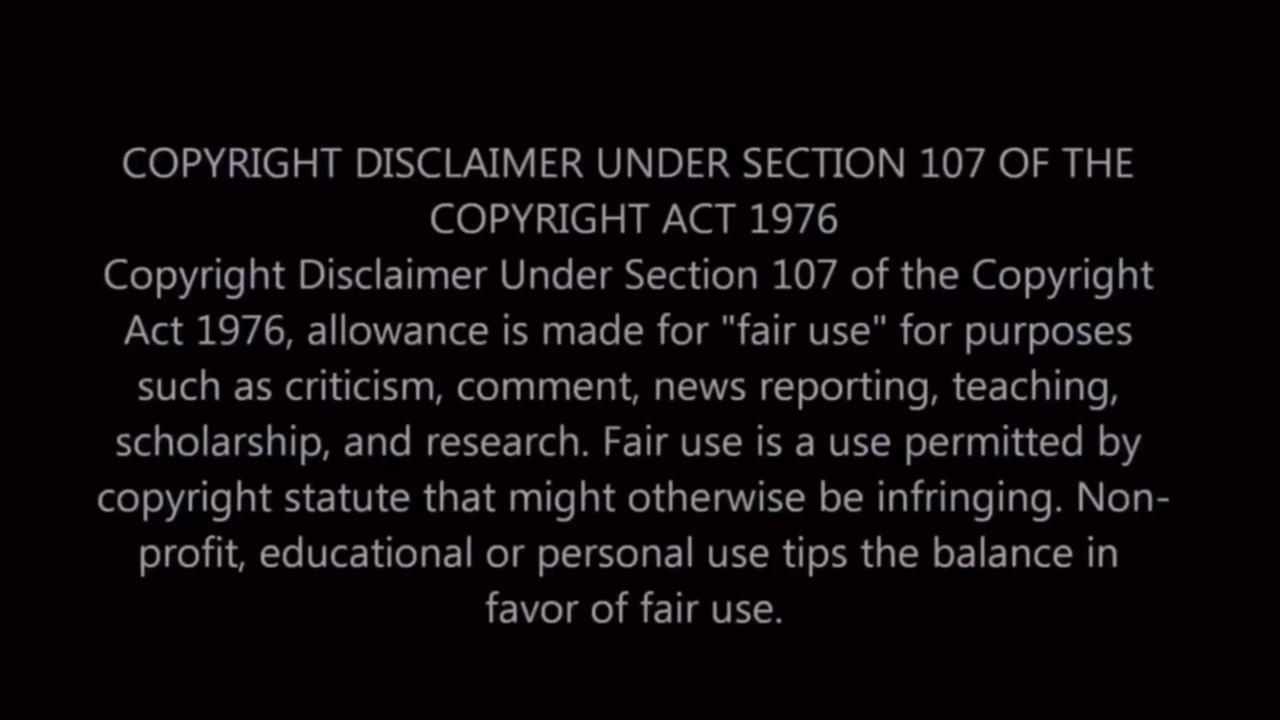 COPYRIGHT DISCLAIMER UNDER SECTION 107 OF THE
COPYRIGHT ACT 1976
Copyright Disclaimer Under Section 107 of the Copyright
Act 1976, allowance is made for "fair use" for purposes
such as criticism, comment, news reporting, teaching,
scholarship, and research. Fair use is a use permitted by
copyright statute that might otherwise be infringing. Non-
profit, educational or personal use tips the balance in
favor of fair use.